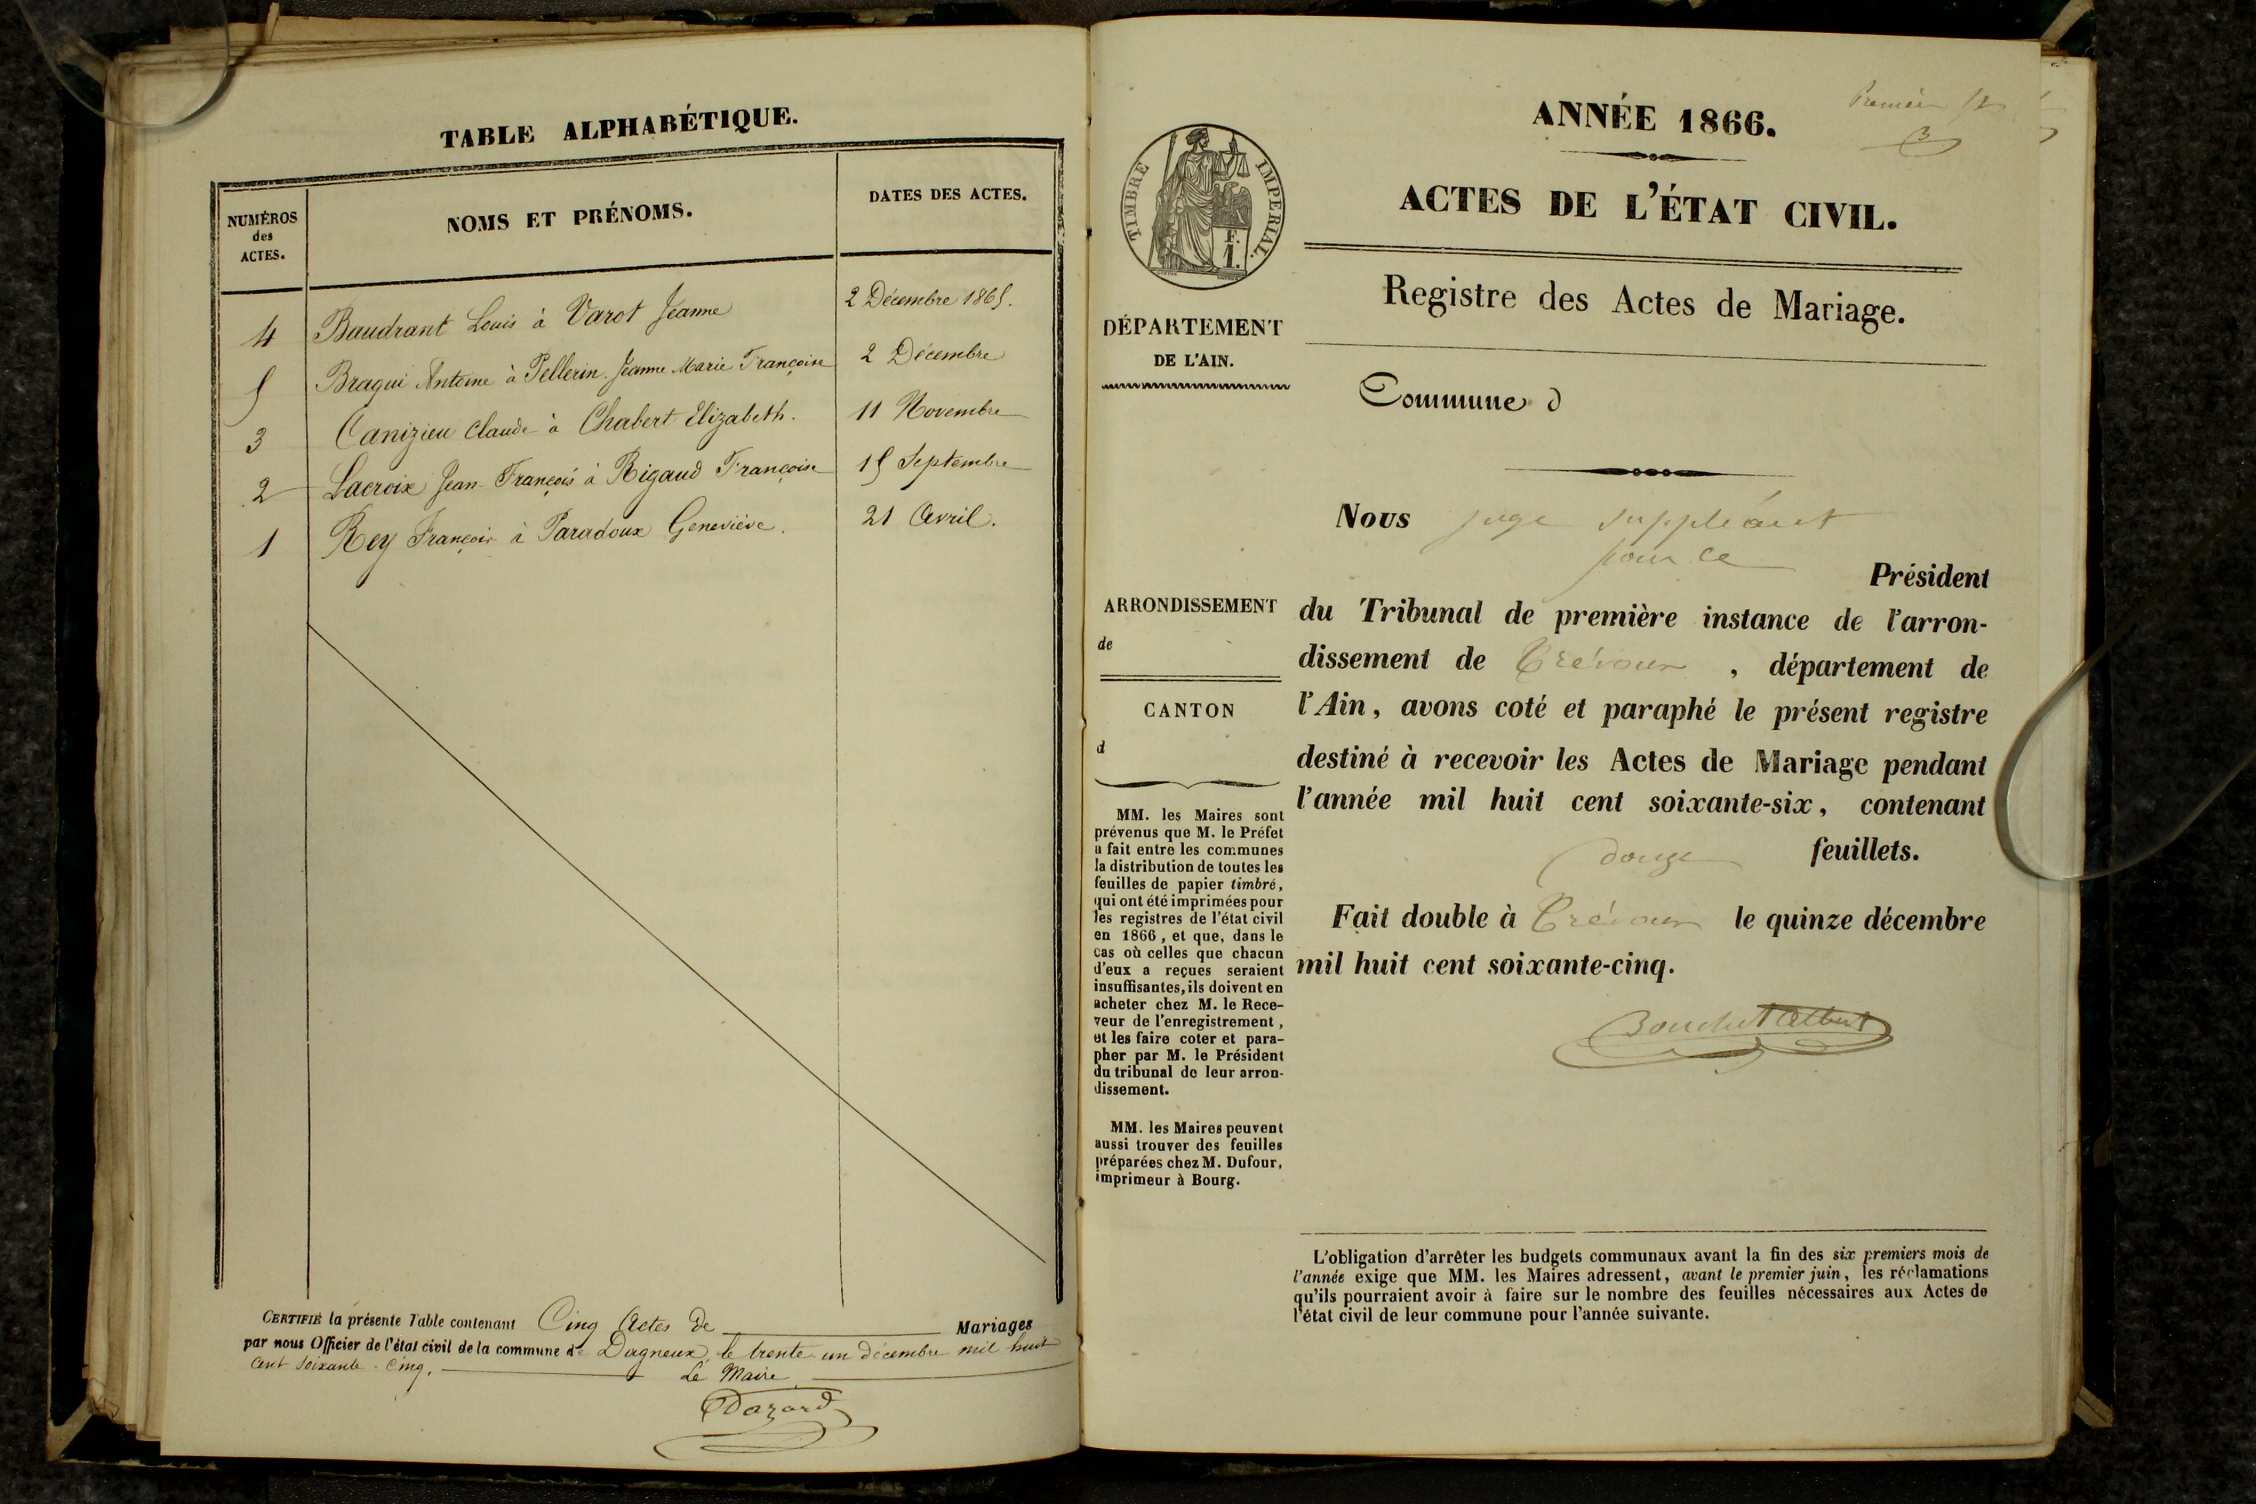 TABLE ALPHABÉTIQUE.
NUMÉROS
des
ACTES.
NOMS ET PRÉNOMS.
DATES DES ACTES.
4 Baudrant Louis à Varot Jeanne 2 Décembre 1865.
5 Bragui Antoine à Pellerin Jeanne Marie Françoise 2 Décembre
3 Canizieu Claude à Chabert Elizabeth. 11 Novembre
2 Lacroix Jean-François à Rigaud Françoise 15 Septembre
1 Rey François à Paradoux Geneviève. 21 Avril.
CERTIFIÉ la présente Table contenant Cinq Actes de Mariages
par nous Officier de l'état civil de la commune de Dagneux, le trente un décembre mil huit
cent soixante-cinq. Le Maire
Dazard
ANNÉE 1866.
ACTES DE L'ÉTAT CIVIL.
TIMBRE IMPERIAL.
F.
1.
Registre des Actes de Mariage.
DÉPARTEMENT
DE L'AIN.
Commune d
ARRONDISSEMENT
de
CANTON
d
MM. les Maires sont
prévenus que M. le Préfet
a fait entre les communes
la distribution de toutes les
feuilles de papier timbré,
qui ont été imprimées pour
les registres de l'état civil
en 1866, et que, dans le
cas où celles que chacun
d'eux a reçues seraient
insuffisantes, ils doivent en
acheter chez M. le Rece-
veur de l'enregistrement,
et les faire coter et para-
pher par M. le Président
du tribunal de leur arron-
dissement.
MM. les Maires peuvent
aussi trouver des feuilles
préparées chez M. Dufour,
imprimeur à Bourg.
Nous juge suppléant
pour ce
Président
du Tribunal de première instance de l'arron-
dissement de Trévoux, département de
l'Ain, avons coté et paraphé le présent registre
destiné à recevoir les Actes de Mariage pendant
l'année mil huit cent soixante-six, contenant
douze feuillets.
Fait double à Trévoux le quinze décembre
mil huit cent soixante-cinq.
L'obligation d'arrêter les budgets communaux avant la fin des six premiers mois de
l'année exige que MM. les Maires adressent, avant le premier juin, les réclamations
qu'ils pourraient avoir à faire sur le nombre des feuilles nécessaires aux Actes de
l'état civil de leur commune pour l'année suivante.